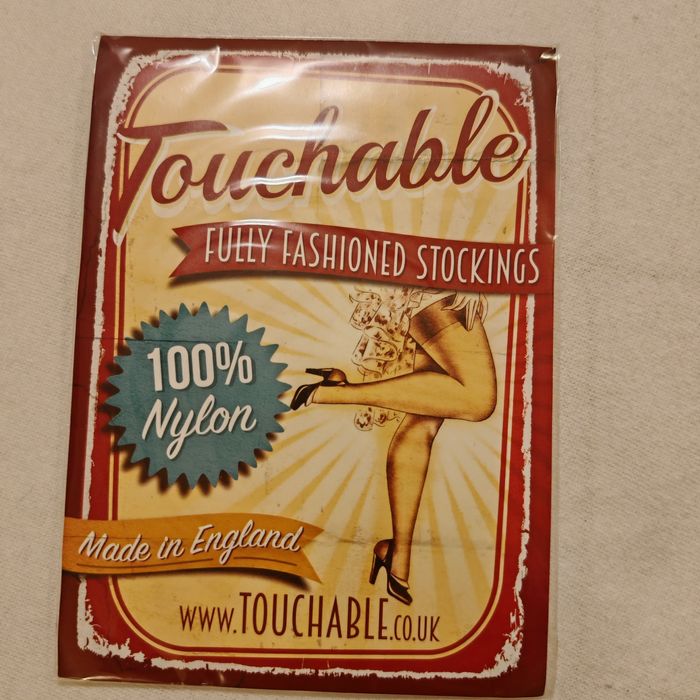 Touchable
FULLY FASHIONED STOCKINGS
100%
Nylon
Made in England
WWW.TOUCHABLE.CO.UK